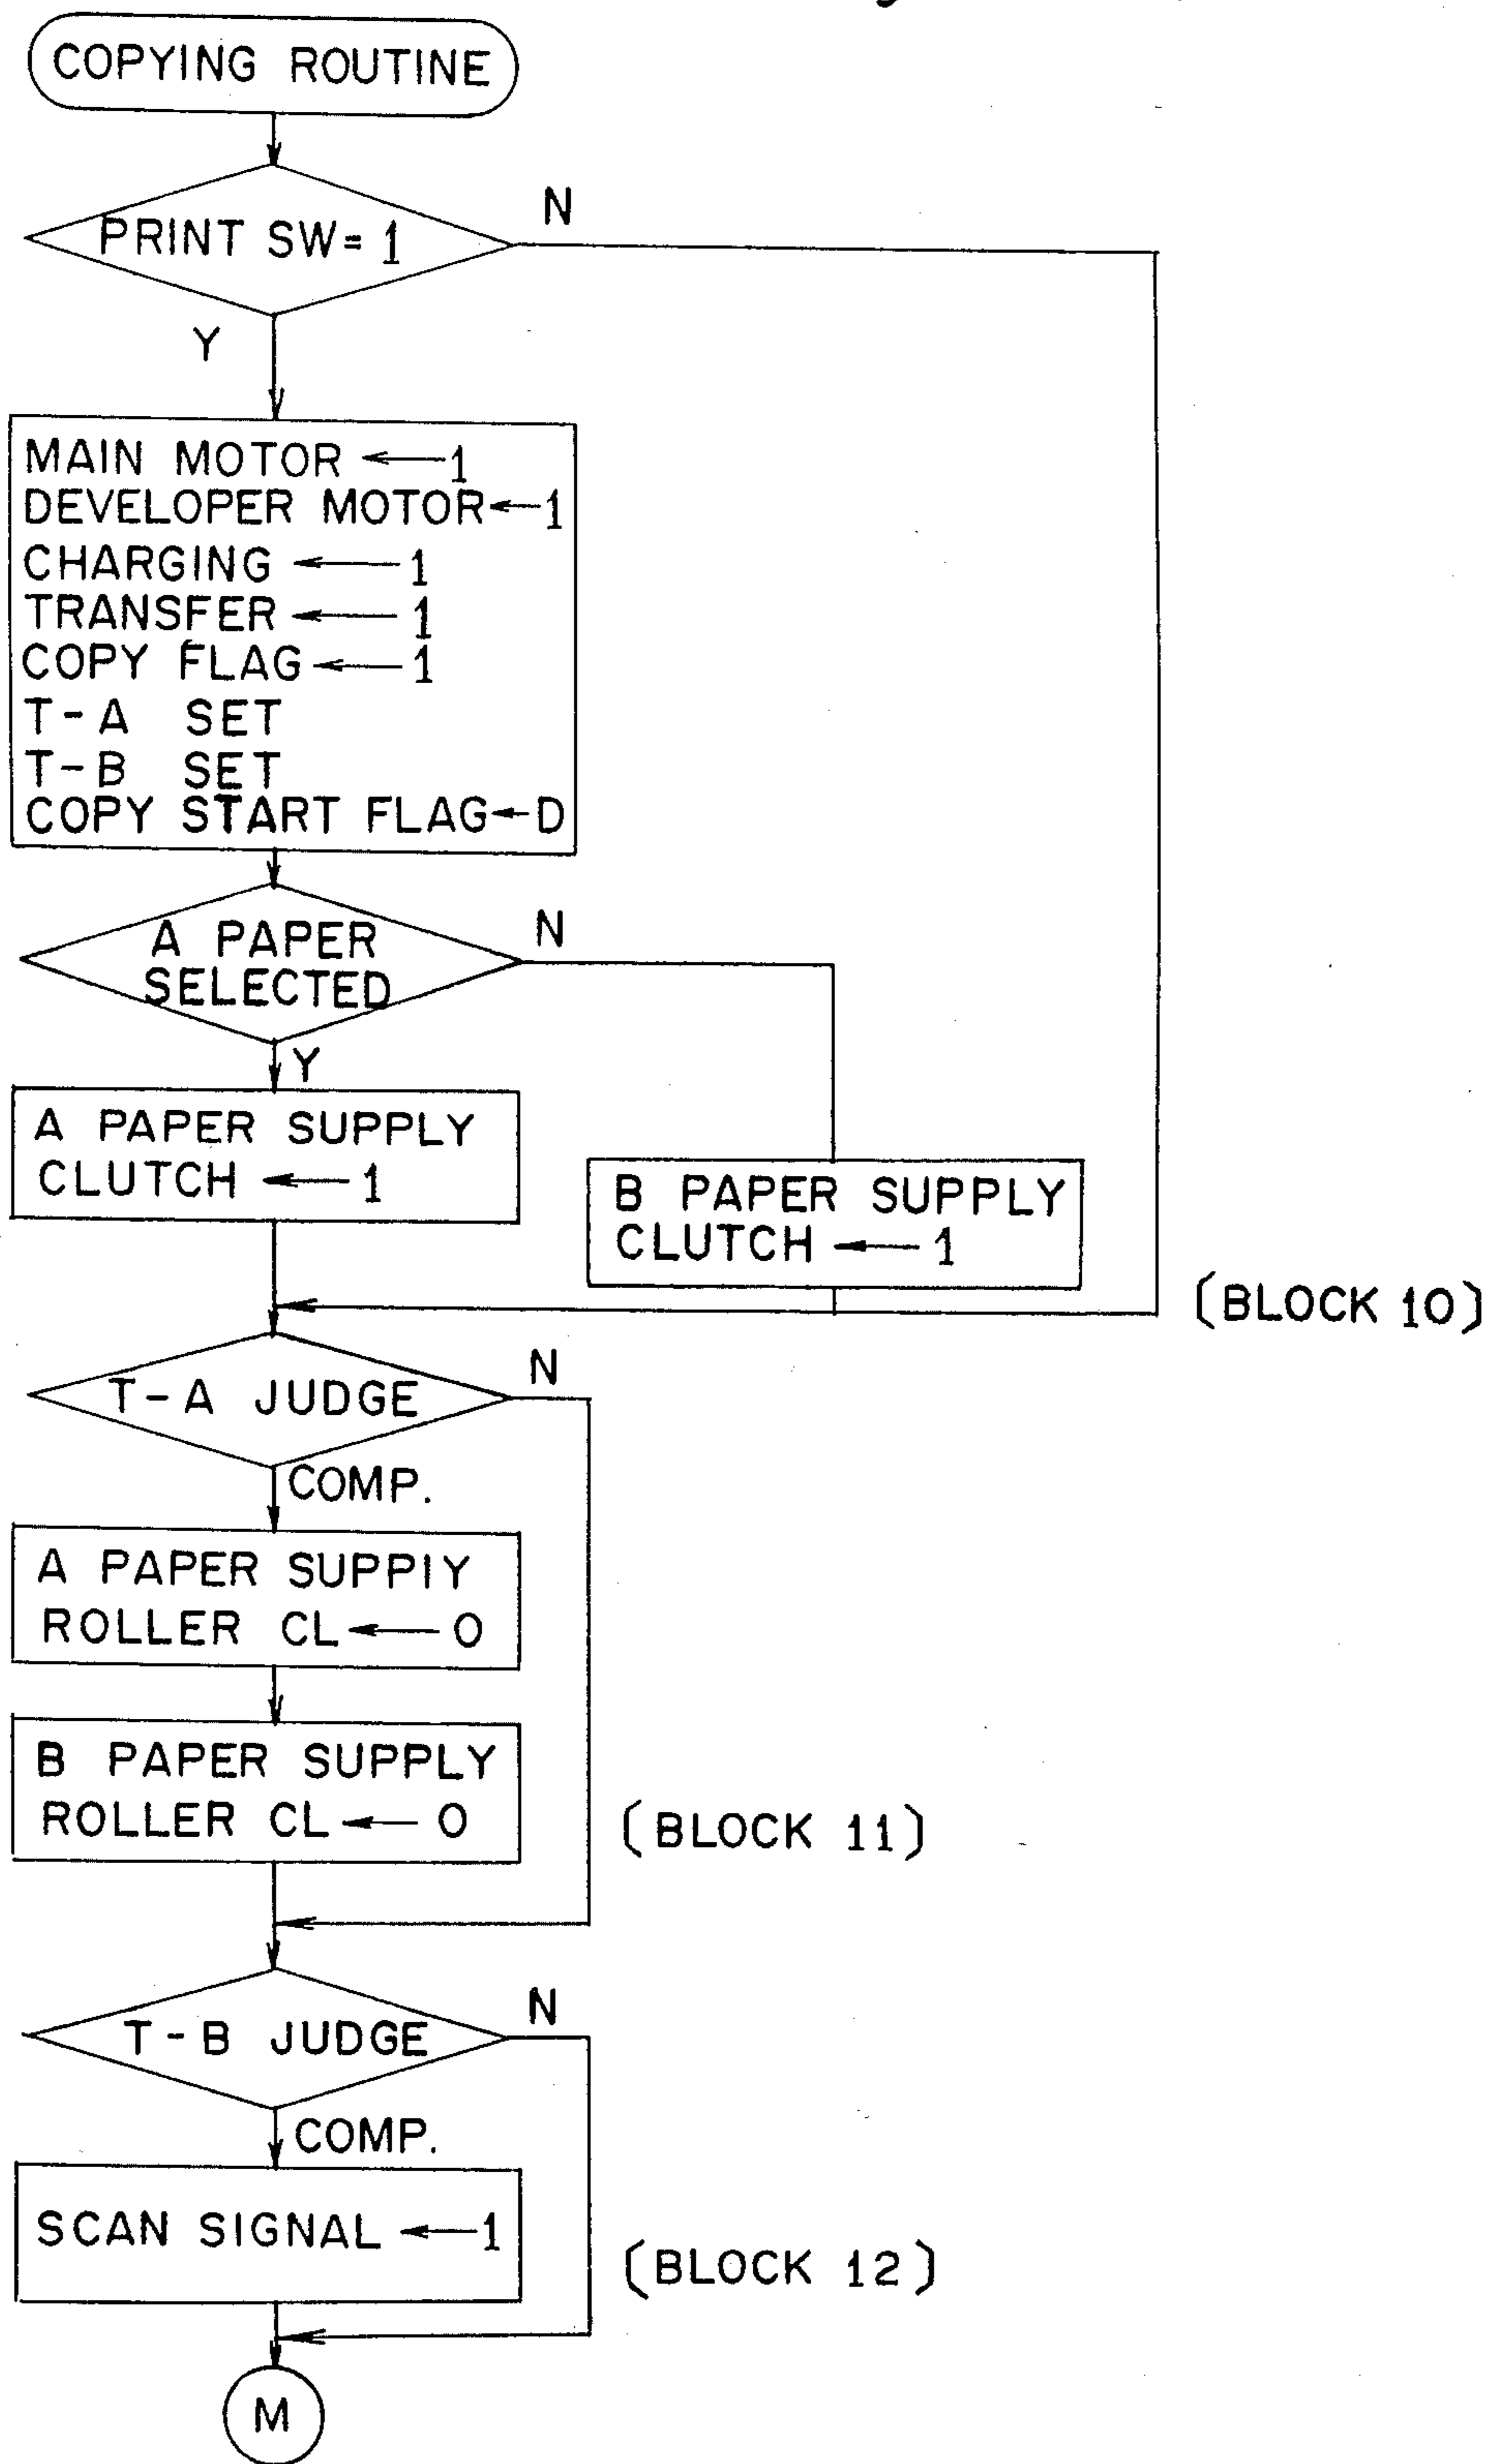 COPYING ROUTINE
PRINT SW= 1
N
Y
MAIN MOTOR ← 1
DEVELOPER MOTOR ← 1
CHARGING ← 1
TRANSFER ← 1
COPY FLAG ← 1
T-A SET
T-B SET
COPY START FLAG ← D
A PAPER
SELECTED
N
Y
A PAPER SUPPLY
CLUTCH ← 1
B PAPER SUPPLY
CLUTCH ← 1
(BLOCK 10)
T-A JUDGE
N
COMP.
A PAPER SUPPIY
ROLLER CL ← 0
B PAPER SUPPLY
ROLLER CL ← 0
(BLOCK 11)
T-B JUDGE
N
COMP.
SCAN SIGNAL ← 1
(BLOCK 12)
M